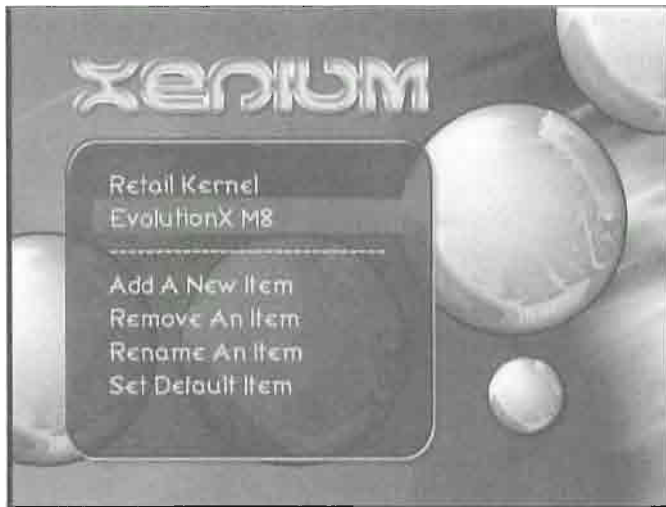 XENIUM
Retail Kernel
EvolutionX M8
Add A New Item
Remove An Item
Rename An Item
Set Default Item